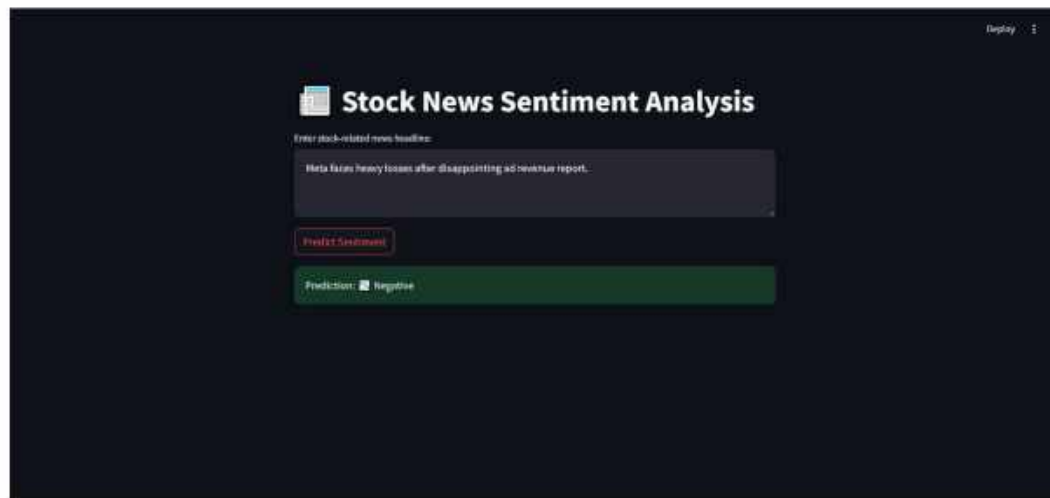 Deploy
Stock News Sentiment Analysis
Enter stock-related news headline:
Meta faces heavy losses after disappointing ad revenue report.
Predict Sentiment
Prediction: Negative